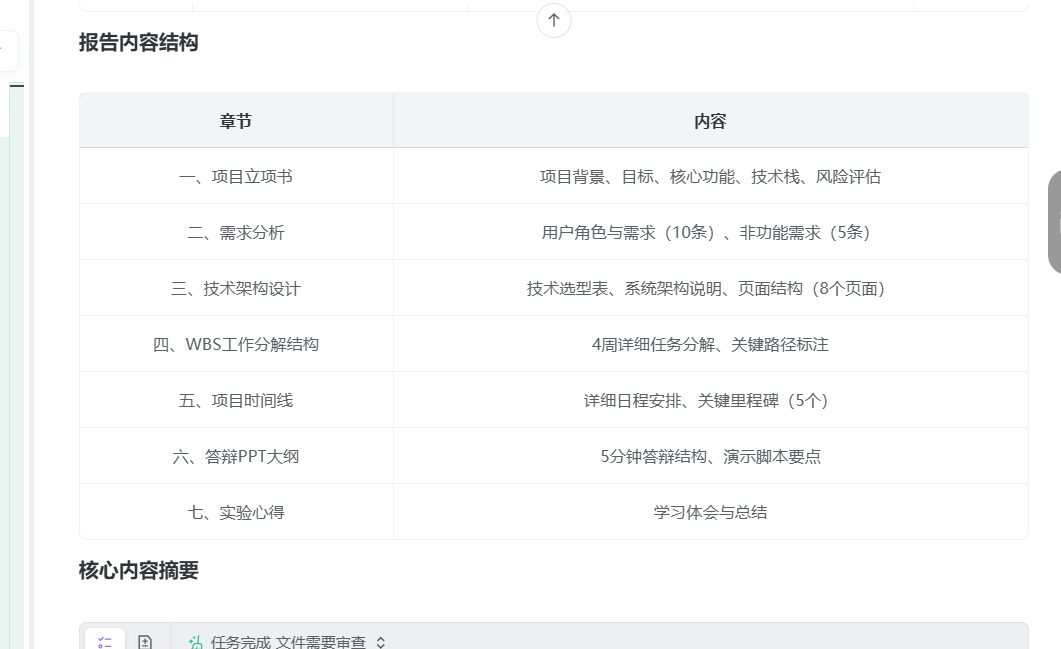 报告内容结构
章节 内容
一、项目立项书 项目背景、目标、核心功能、技术栈、风险评估
二、需求分析 用户角色与需求（10条）、非功能需求（5条）
三、技术架构设计 技术选型表、系统架构说明、页面结构（8个页面）
四、WBS工作分解结构 4周详细任务分解、关键路径标注
五、项目时间线 详细日程安排、关键里程碑（5个）
六、答辩PPT大纲 5分钟答辩结构、演示脚本要点
七、实验心得 学习体会与总结
核心内容摘要
任务完成 文件需要审查